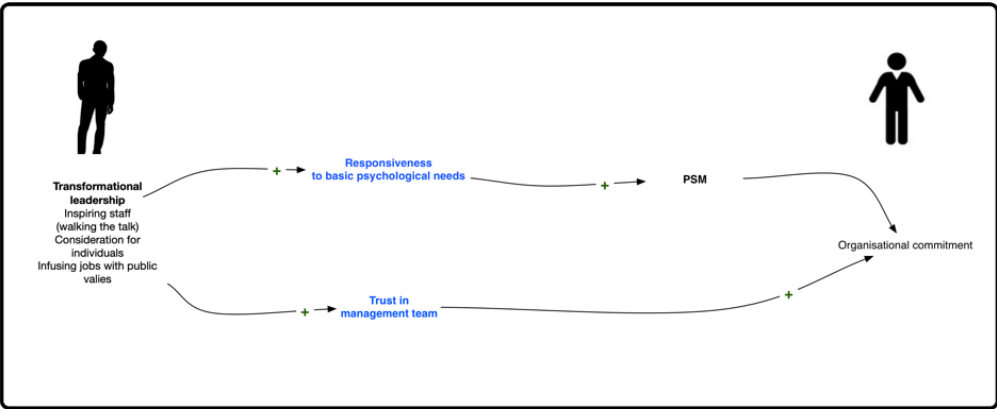 Transformational
leadership
Inspiring staff
(walking the talk)
Consideration for
individuals
Infusing jobs with public
valies
+
Responsiveness
to basic psychological needs
+
PSM
Organisational commitment
+
Trust in
management team
+